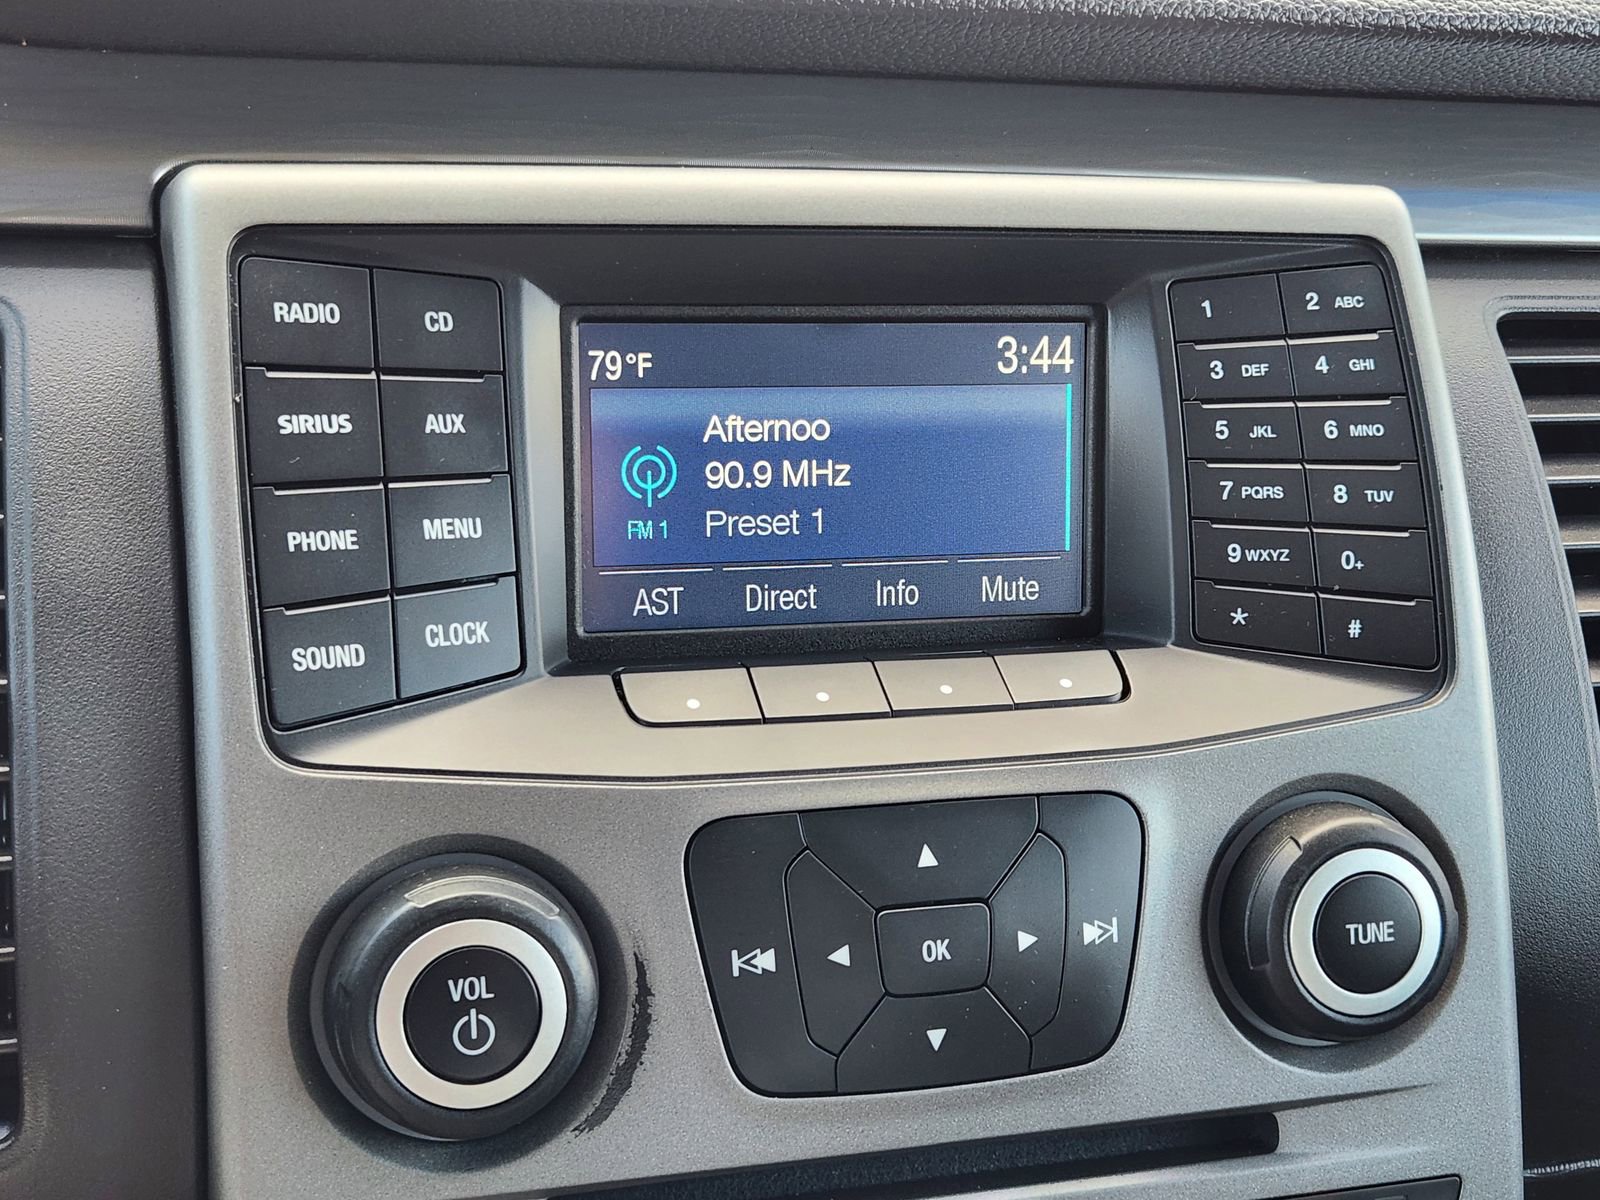 RADIO
CD
SIRIUS
AUX
PHONE
MENU
SOUND
CLOCK
79°F
3:44
Afternoo
90.9 MHz
FM 1
Preset 1
AST
Direct
Info
Mute
1
2 ABC
3 DEF
4 GHI
5 JKL
6 MNO
7 PQRS
8 TUV
9 WXYZ
0+
*
#
VOL
OK
TUNE